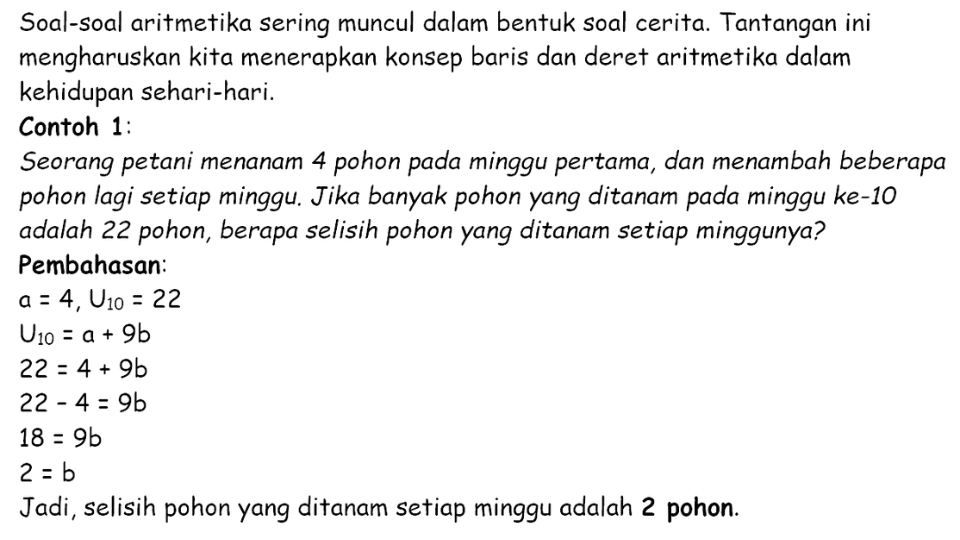 Soal-soal aritmetika sering muncul dalam bentuk soal cerita. Tantangan ini
mengharuskan kita menerapkan konsep baris dan deret aritmetika dalam
kehidupan sehari-hari.
Contoh 1:
Seorang petani menanam 4 pohon pada minggu pertama, dan menambah beberapa
pohon lagi setiap minggu. Jika banyak pohon yang ditanam pada minggu ke-10
adalah 22 pohon, berapa selisih pohon yang ditanam setiap minggunya?
Pembahasan:
a = 4, U₁₀ = 22
U₁₀ = a + 9b
22 = 4 + 9b
22 - 4 = 9b
18 = 9b
2 = b
Jadi, selisih pohon yang ditanam setiap minggu adalah 2 pohon.